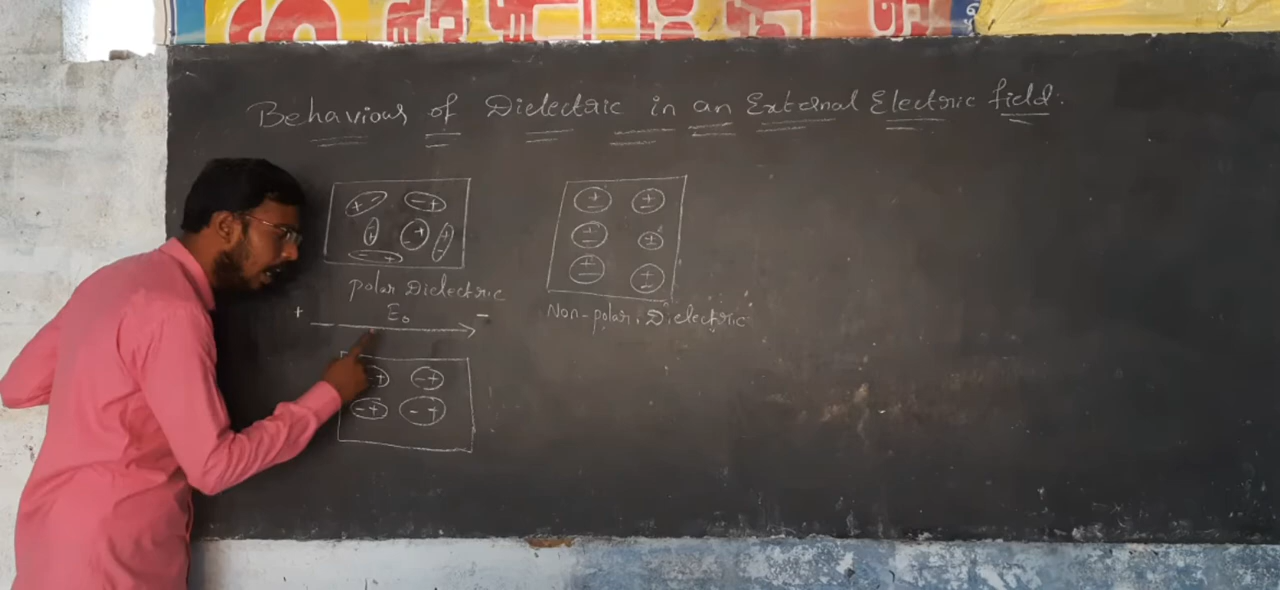 Behaviour of Dielectric in an External Electric field.
+ - - + + - - + + - - +
polar Dielectric
+ E₀ -
- + - + - +
± ± ± ± ± ±
Non-polar Dielectric